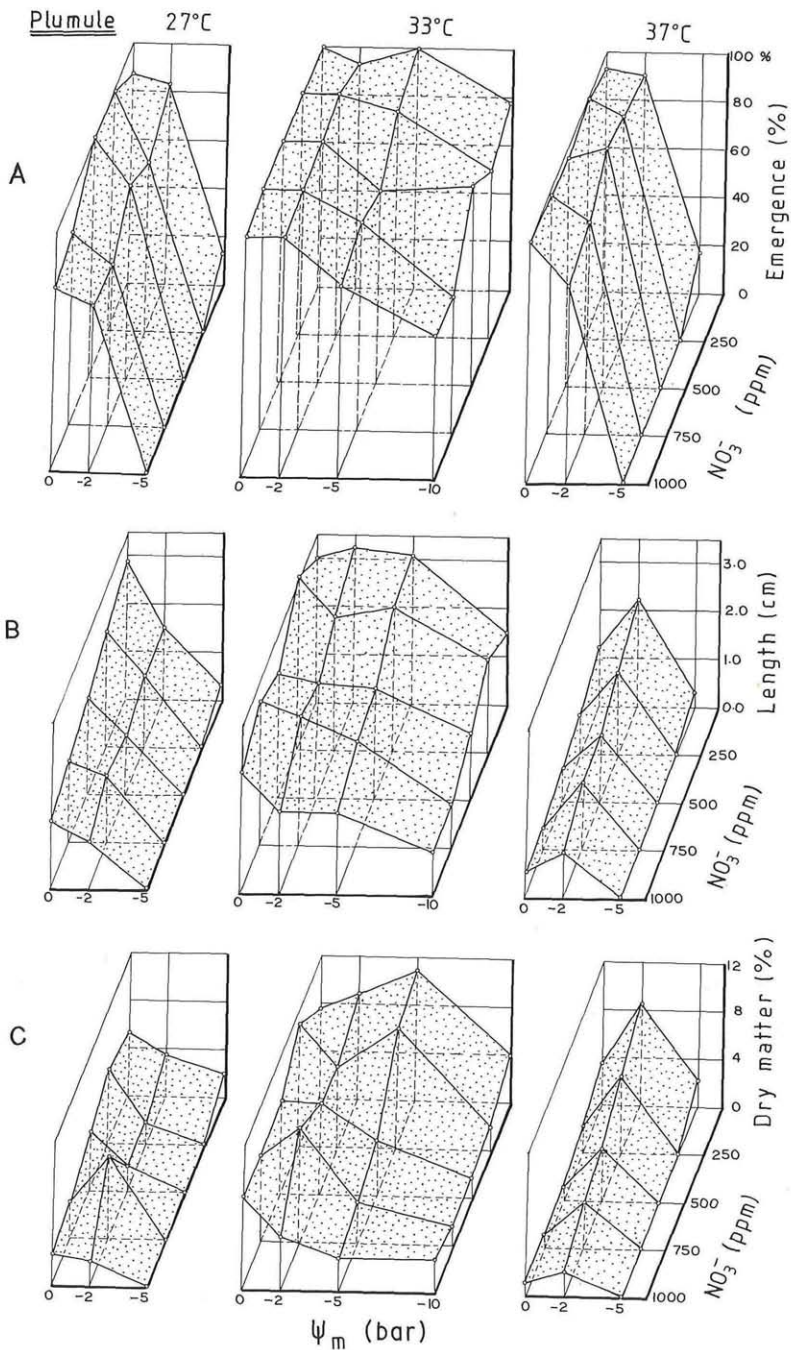 Plumule 27°C 33°C 37°C
A
100 %
80
60
40
20
0
Emergence (%)
250
500
750
1000
NO₃⁻ (ppm)
0 -2 -5
0 -2 -5 -10
0 -2 -5
B
3·0
2·0
1·0
0·0
Length (cm)
250
500
750
1000
NO₃⁻ (ppm)
0 -2 -5
0 -2 -5 -10
0 -2 -5
C
12
8
4
0
Dry matter (%)
250
500
750
1000
NO₃⁻ (ppm)
0 -2 -5
0 -2 -5 -10
0 -2 -5
Ψm (bar)